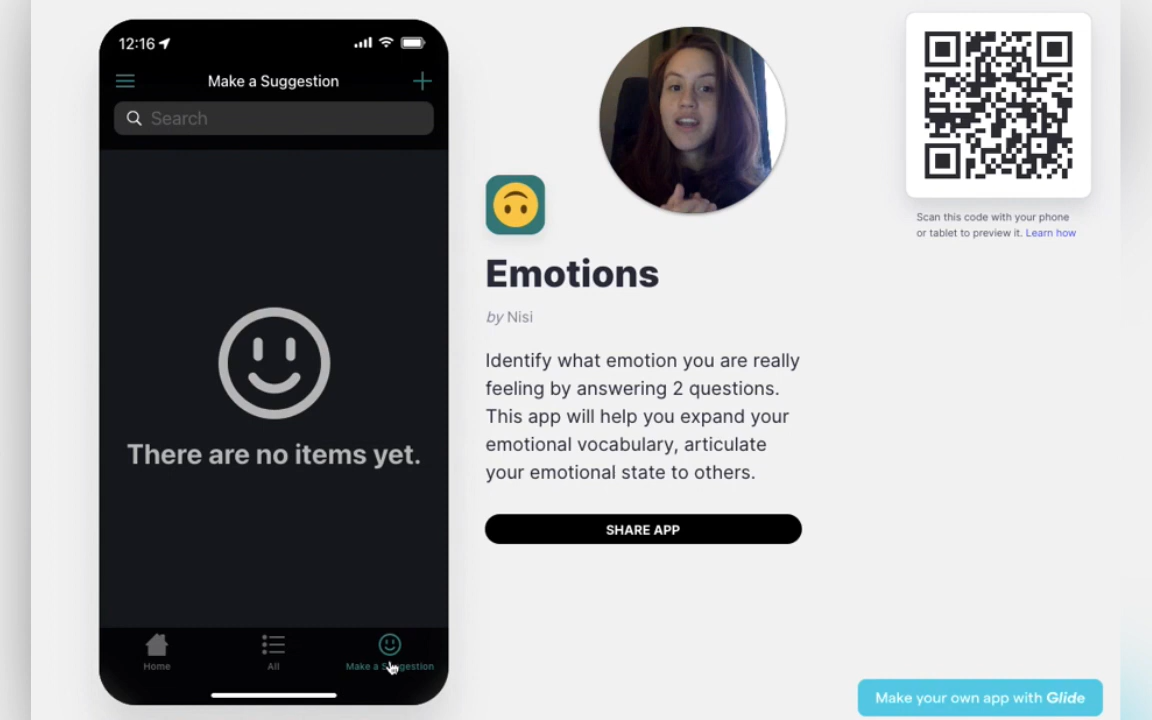 12:16
Make a Suggestion
Search
There are no items yet.
Home
All
Make a Suggestion
Emotions
by Nisi
Identify what emotion you are really
feeling by answering 2 questions.
This app will help you expand your
emotional vocabulary, articulate
your emotional state to others.
SHARE APP
Scan this code with your phone
or tablet to preview it. Learn how
Make your own app with Glide